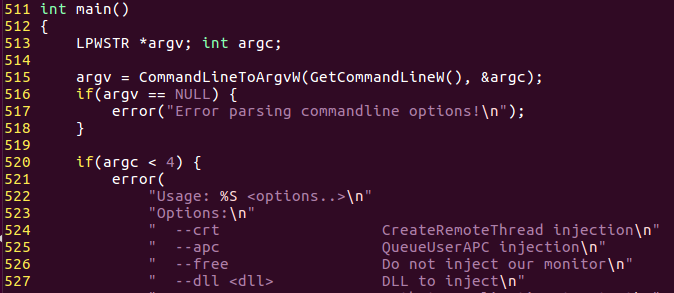 511 int main()
512 {
513     LPWSTR *argv; int argc;
514
515     argv = CommandLineToArgvW(GetCommandLineW(), &argc);
516     if(argv == NULL) {
517         error("Error parsing commandline options!\n");
518     }
519
520     if(argc < 4) {
521         error(
522             "Usage: %S <options..>\n"
523             "Options:\n"
524             "  --crt                  CreateRemoteThread injection\n"
525             "  --apc                  QueueUserAPC injection\n"
526             "  --free                 Do not inject our monitor\n"
527             "  --dll <dll>            DLL to inject\n"